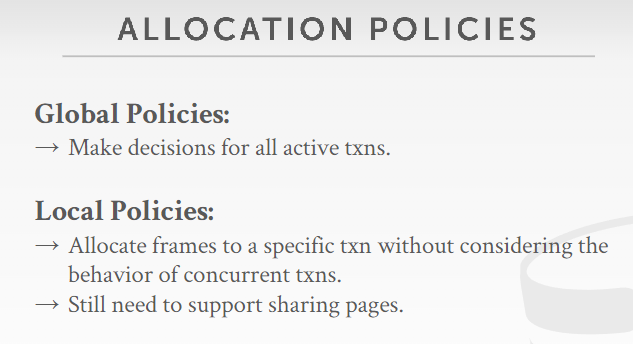 ALLOCATION POLICIES
Global Policies:
→ Make decisions for all active txns.
Local Policies:
→ Allocate frames to a specific txn without considering the
behavior of concurrent txns.
→ Still need to support sharing pages.